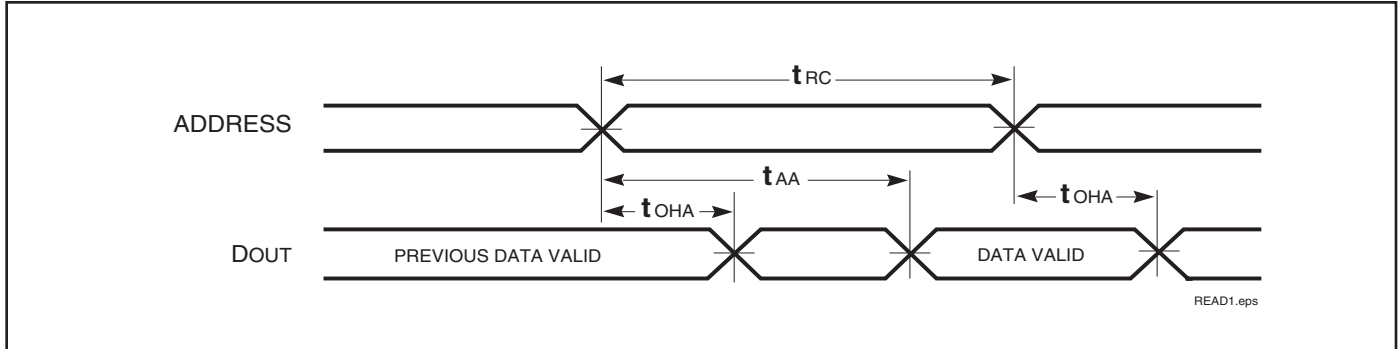 tRC
ADDRESS
tAA
tOHA
tOHA
DOUT
PREVIOUS DATA VALID
DATA VALID
READ1.eps